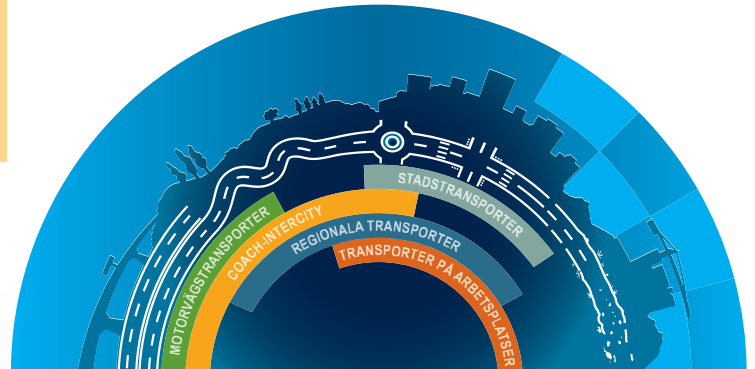 MOTORVÄGSTRANSPORTER
COACH-INTERCITY
STADSTRANSPORTER
REGIONALA TRANSPORTER
TRANSPORTER PÅ ARBETSPLATSER